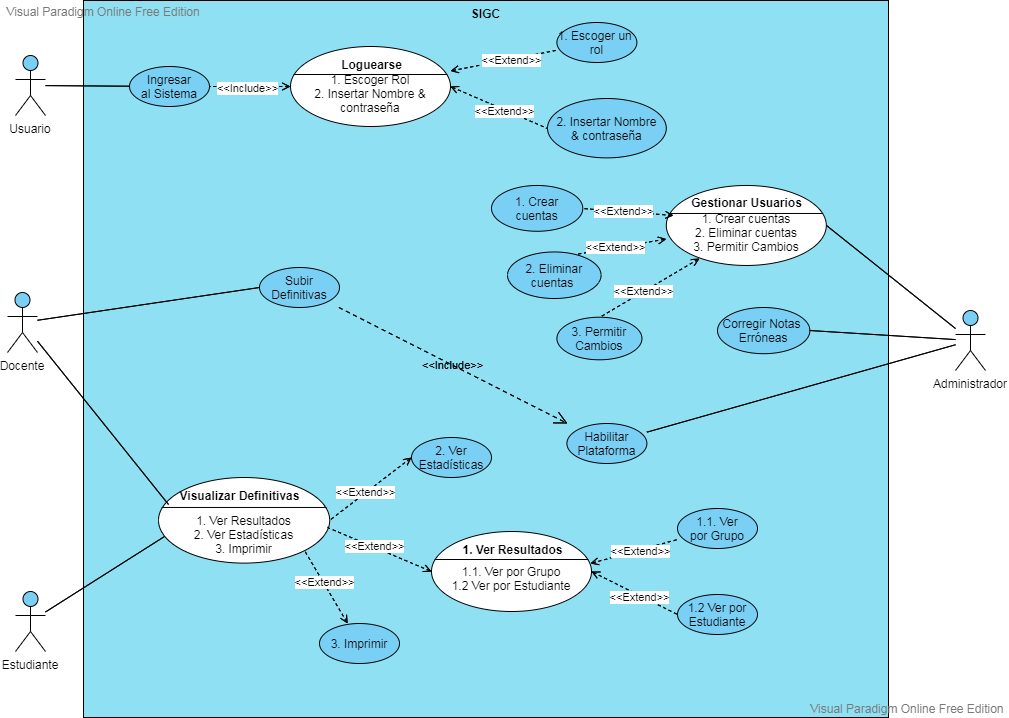 Visual Paradigm Online Free Edition
SIGC
Usuario
Ingresar
al Sistema
<<Include>>
Loguearse
1. Escoger Rol
2. Insertar Nombre &
contraseña
<<Extend>>
1. Escoger un
rol
<<Extend>>
2. Insertar Nombre
& contraseña
1. Crear
cuentas
<<Extend>>
Gestionar Usuarios
1. Crear cuentas
2. Eliminar cuentas
3. Permitir Cambios
<<Extend>>
2. Eliminar
cuentas
<<Extend>>
3. Permitir
Cambios
Corregir Notas
Erróneas
Administrador
Docente
Subir
Definitivas
<<Include>>
Habilitar
Plataforma
Visualizar Definitivas
1. Ver Resultados
2. Ver Estadísticas
3. Imprimir
<<Extend>>
2. Ver
Estadísticas
<<Extend>>
1. Ver Resultados
1.1. Ver por Grupo
1.2 Ver por Estudiante
<<Extend>>
1.1. Ver
por Grupo
<<Extend>>
1.2 Ver por
Estudiante
<<Extend>>
3. Imprimir
Estudiante
Visual Paradigm Online Free Edition